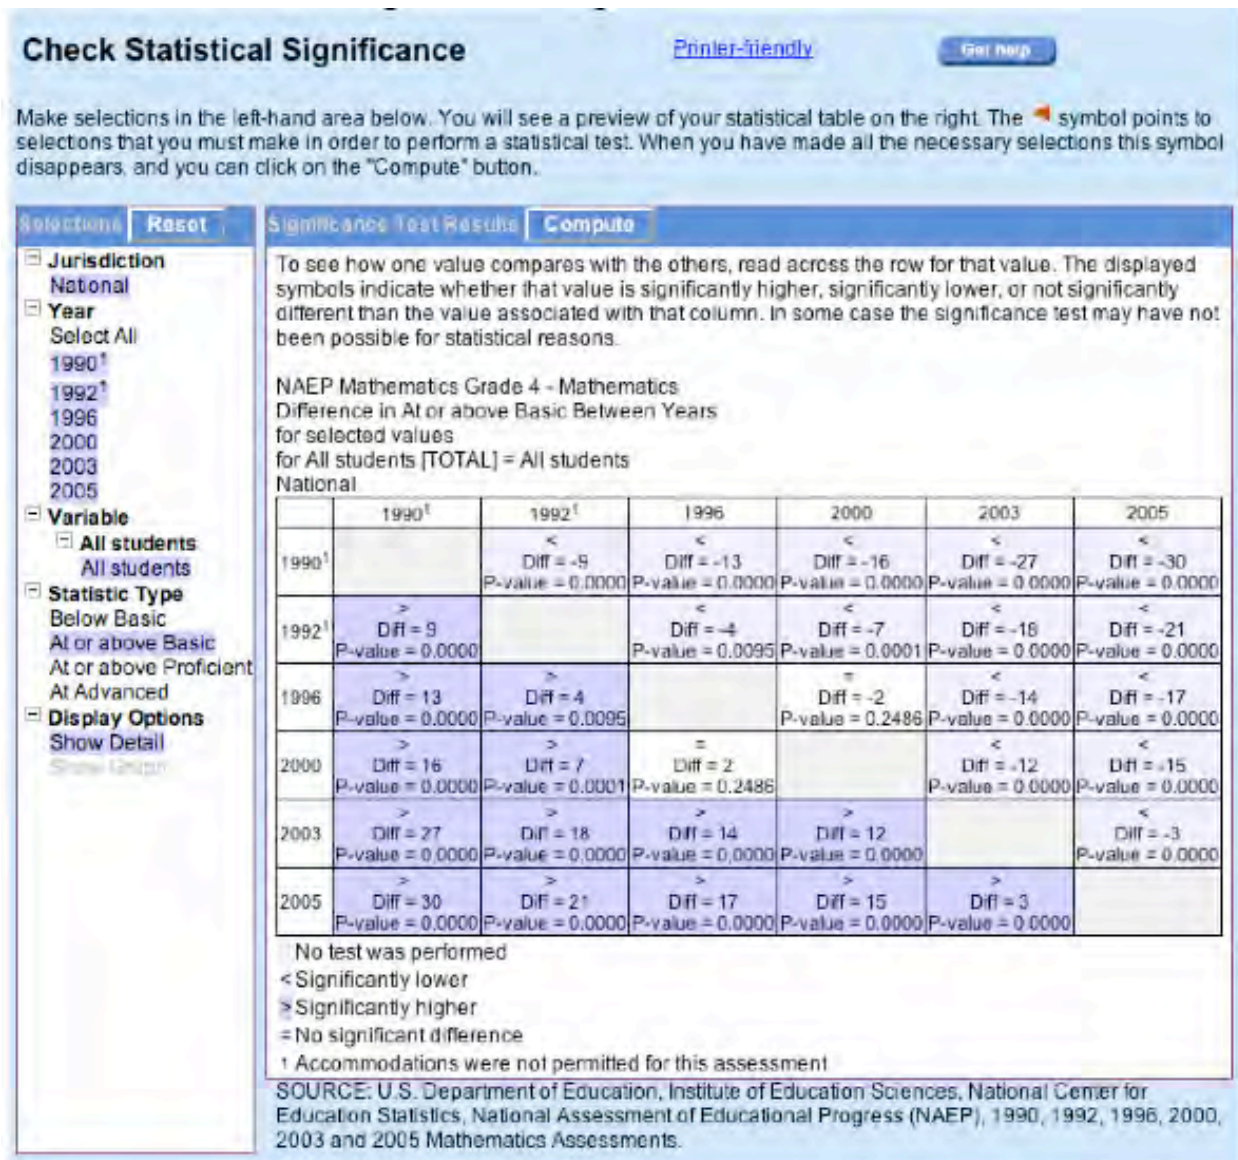 Check Statistical Significance
Printer-friendly
Get help
Make selections in the left-hand area below. You will see a preview of your statistical table on the right. The symbol points to
selections that you must make in order to perform a statistical test. When you have made all the necessary selections this symbol
disappears, and you can click on the "Compute" button.
Selections Reset
Jurisdiction
National
Year
Select All
1990¹
1992¹
1996
2000
2003
2005
Variable
All students
All students
Statistic Type
Below Basic
At or above Basic
At or above Proficient
At Advanced
Display Options
Show Detail
Show Graph
Significance Test Results Compute
To see how one value compares with the others, read across the row for that value. The displayed
symbols indicate whether that value is significantly higher, significantly lower, or not significantly
different than the value associated with that column. In some case the significance test may have not
been possible for statistical reasons.
NAEP Mathematics Grade 4 - Mathematics
Difference in At or above Basic Between Years
for selected values
for All students [TOTAL] = All students
National
1990¹ 1992¹ 1996 2000 2003 2005
< < < < <
1990¹ Diff = -9 Diff = -13 Diff = -16 Diff = -27 Diff = -30
P-value = 0.0000 P-value = 0.0000 P-value = 0.0000 P-value = 0.0000 P-value = 0.0000
> < < < <
1992¹ Diff = 9 Diff = -4 Diff = -7 Diff = -18 Diff = -21
P-value = 0.0000 P-value = 0.0095 P-value = 0.0001 P-value = 0.0000 P-value = 0.0000
> > = < <
1996 Diff = 13 Diff = 4 Diff = -2 Diff = -14 Diff = -17
P-value = 0.0000 P-value = 0.0095 P-value = 0.2486 P-value = 0.0000 P-value = 0.0000
> > = < <
2000 Diff = 16 Diff = 7 Diff = 2 Diff = -12 Diff = -15
P-value = 0.0000 P-value = 0.0001 P-value = 0.2486 P-value = 0.0000 P-value = 0.0000
> > > > <
2003 Diff = 27 Diff = 18 Diff = 14 Diff = 12 Diff = -3
P-value = 0.0000 P-value = 0.0000 P-value = 0.0000 P-value = 0.0000 P-value = 0.0000
> > > > >
2005 Diff = 30 Diff = 21 Diff = 17 Diff = 15 Diff = 3
P-value = 0.0000 P-value = 0.0000 P-value = 0.0000 P-value = 0.0000 P-value = 0.0000
No test was performed
< Significantly lower
> Significantly higher
= No significant difference
¹ Accommodations were not permitted for this assessment
SOURCE: U.S. Department of Education, Institute of Education Sciences, National Center for
Education Statistics, National Assessment of Educational Progress (NAEP), 1990, 1992, 1996, 2000,
2003 and 2005 Mathematics Assessments.